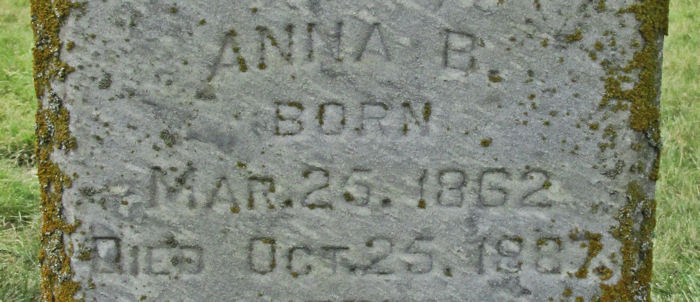 ANNA B.
BORN
MAR. 25. 1862
DIED OCT. 25. 1887.